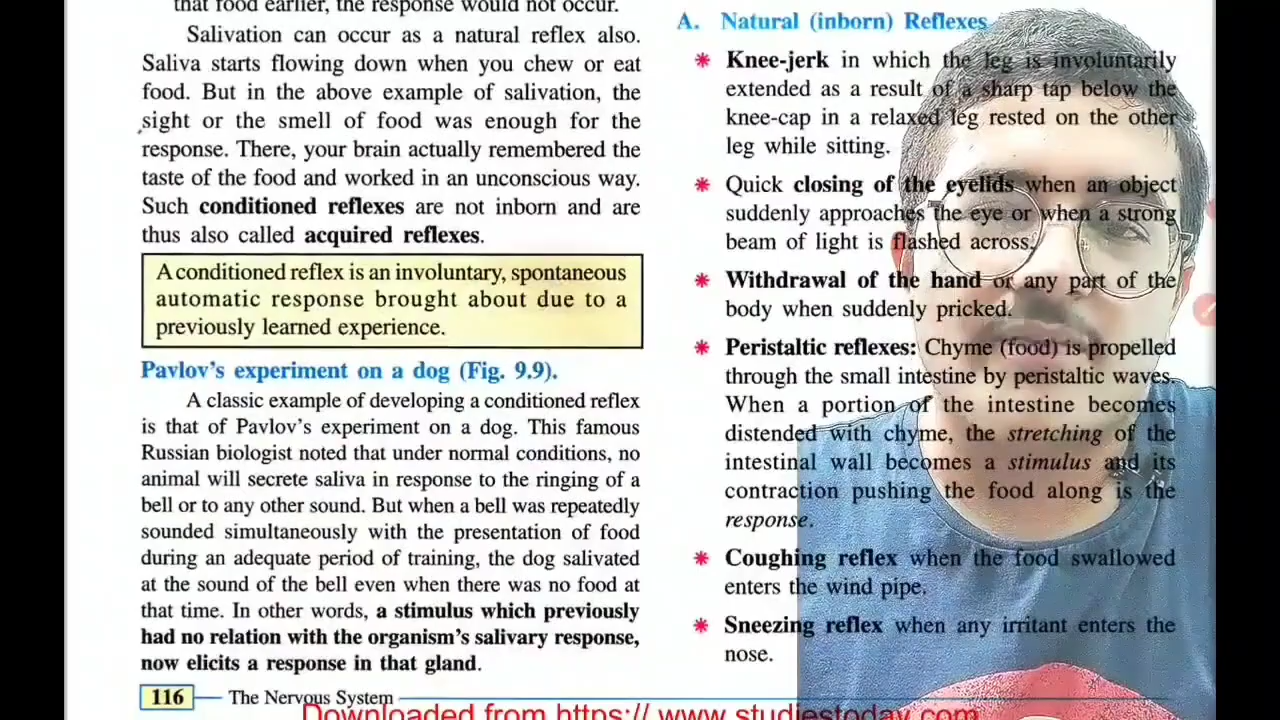 that food earlier, the response would not occur.
Salivation can occur as a natural reflex also.
Saliva starts flowing down when you chew or eat
food. But in the above example of salivation, the
sight or the smell of food was enough for the
response. There, your brain actually remembered the
taste of the food and worked in an unconscious way.
Such conditioned reflexes are not inborn and are
thus also called acquired reflexes.
A conditioned reflex is an involuntary, spontaneous
automatic response brought about due to a
previously learned experience.
Pavlov's experiment on a dog (Fig. 9.9).
A classic example of developing a conditioned reflex
is that of Pavlov's experiment on a dog. This famous
Russian biologist noted that under normal conditions, no
animal will secrete saliva in response to the ringing of a
bell or to any other sound. But when a bell was repeatedly
sounded simultaneously with the presentation of food
during an adequate period of training, the dog salivated
at the sound of the bell even when there was no food at
that time. In other words, a stimulus which previously
had no relation with the organism's salivary response,
now elicits a response in that gland.
A. Natural (inborn) Reflexes
* Knee-jerk in which the leg is involuntarily
extended as a result of a sharp tap below the
knee-cap in a relaxed leg rested on the other
leg while sitting.
* Quick closing of the eyelids when an object
suddenly approaches the eye or when a strong
beam of light is flashed across.
* Withdrawal of the hand or any part of the
body when suddenly pricked.
* Peristaltic reflexes: Chyme (food) is propelled
through the small intestine by peristaltic waves.
When a portion of the intestine becomes
distended with chyme, the stretching of the
intestinal wall becomes a stimulus and its
contraction pushing the food along is the
response.
* Coughing reflex when the food swallowed
enters the wind pipe.
* Sneezing reflex when any irritant enters the
nose.
116 The Nervous System
Downloaded from https:// www.studiestoday.com